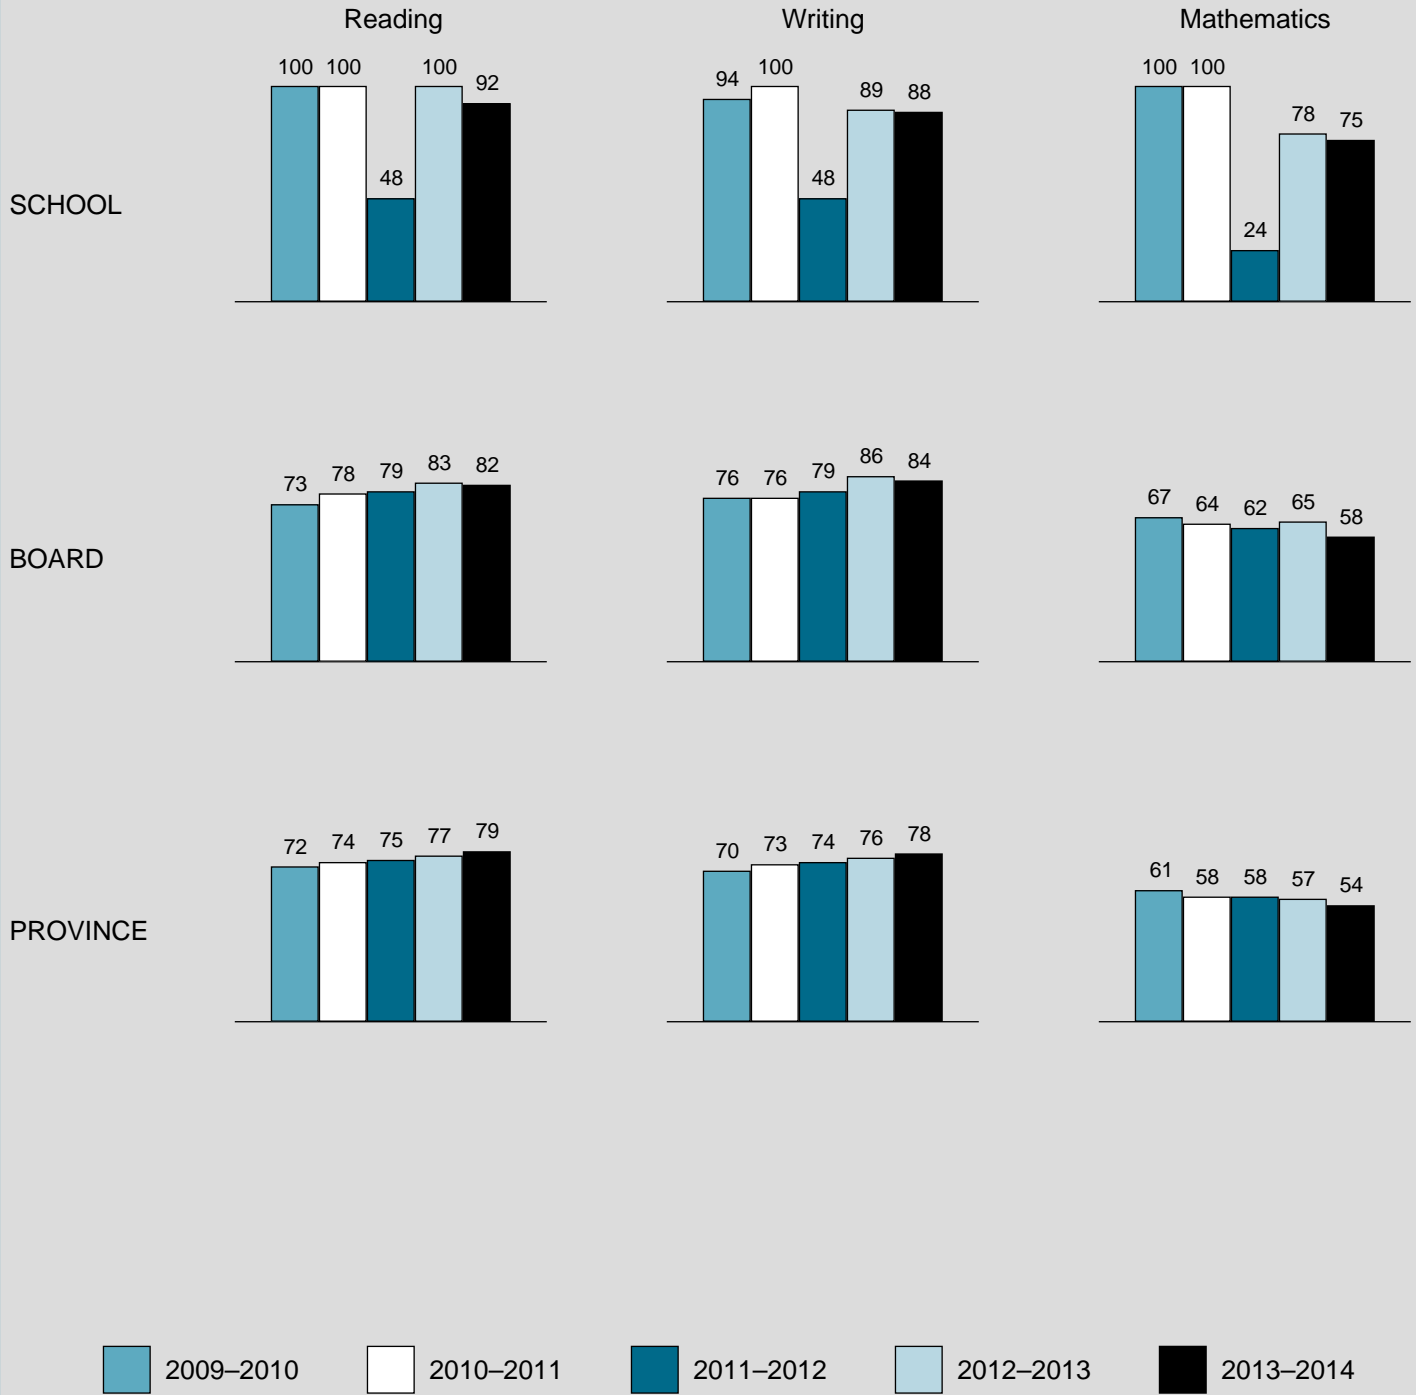 Reading Writing Mathematics
100 100 48 100 92
94 100 48 89 88
100 100 24 78 75
SCHOOL
73 78 79 83 82
76 76 79 86 84
67 64 62 65 58
BOARD
72 74 75 77 79
70 73 74 76 78
61 58 58 57 54
PROVINCE
2009–2010 2010–2011 2011–2012 2012–2013 2013–2014